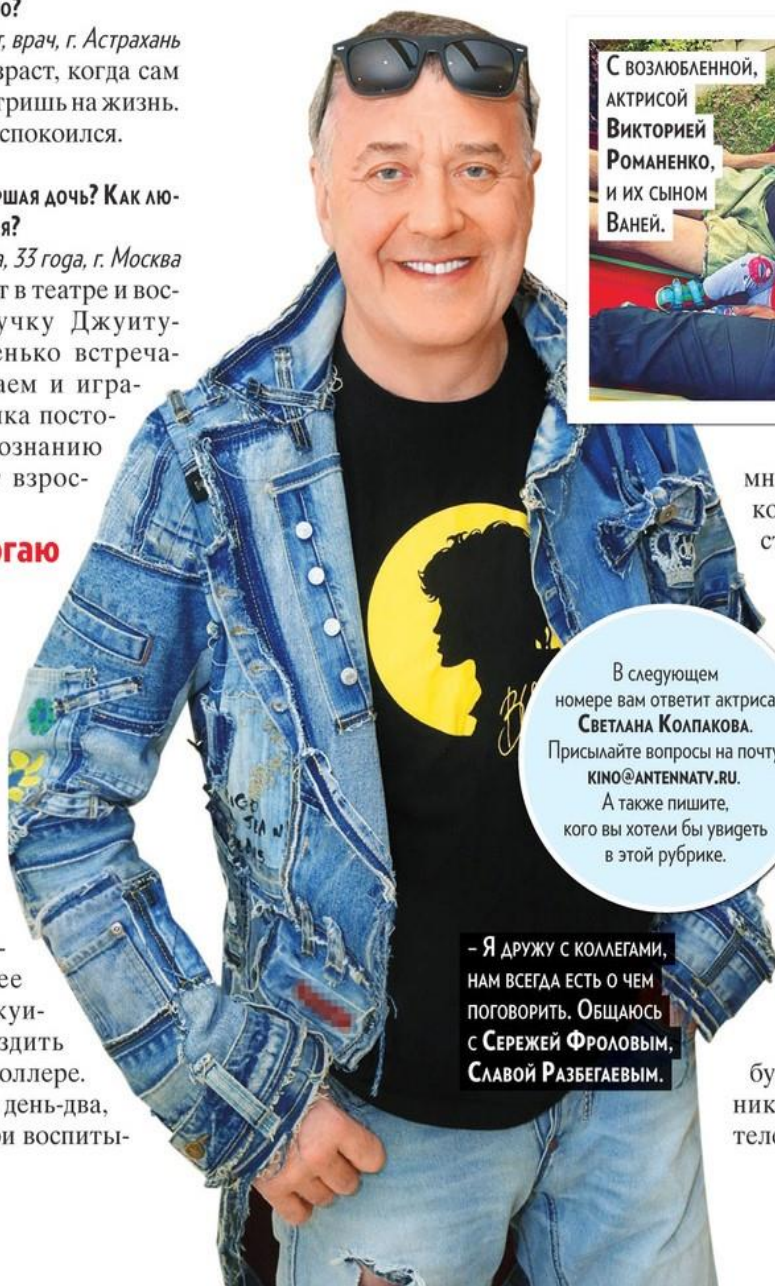 о?
т, врач, г. Астрахань
зраст, когда сам
тришь на жизнь.
спокоился.
ршая дочь? Как лю-
я?
а, 33 года, г. Москва
т в театре и вос-
учку Джуиту-
енько встреча-
аем и игра-
ка посто-
ознанию
взрос-
гаю
-
ее
куи-
здить
оллере.
день-два,
и воспиты-
С возлюбленной,
актрисой
Викторией
Романенко,
и их сыном
Ваней.
мн
ко
ст
В следующем
номере вам ответит актриса
Светлана Колпакова.
Присылайте вопросы на почту
KINO@ANTENNATV.RU.
А также пишите,
кого вы хотели бы увидеть
в этой рубрике.
– Я дружу с коллегами,
нам всегда есть о чем
поговорить. Общаюсь
с Сережей Фроловым,
Славой Разбегаевым.
бу
ник
теле